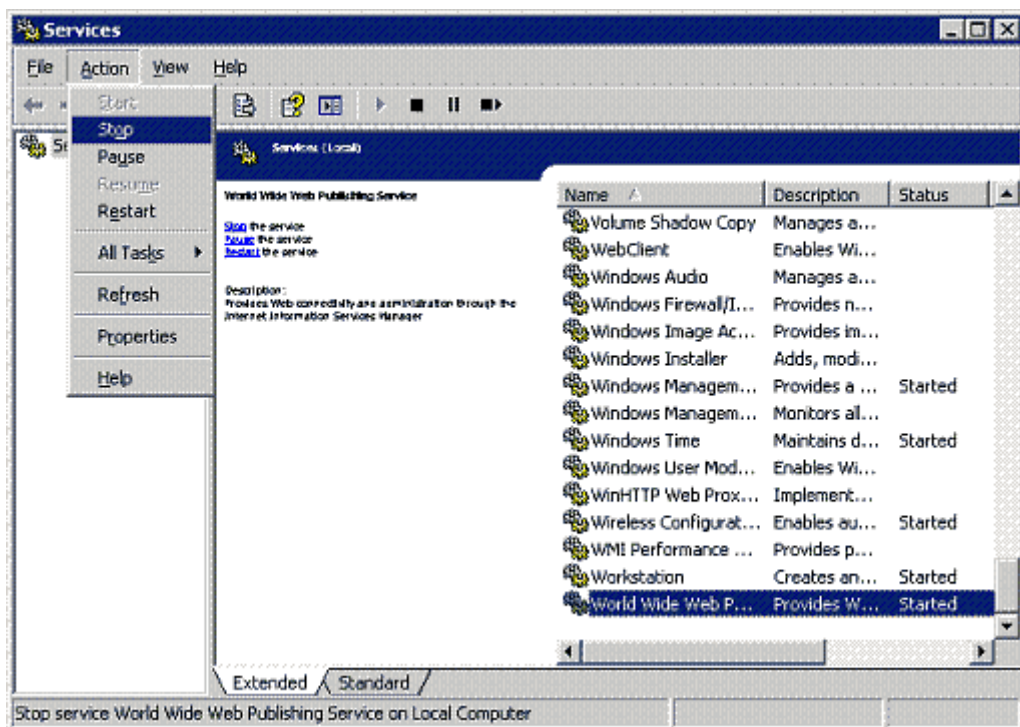 Services
File Action View Help
Start
Stop
Pause
Resume
Restart
All Tasks
Refresh
Properties
Help
Se
Services (Local)
World Wide Web Publishing Service
Stop the service
Pause the service
Restart the service
Description:
Provides Web connectivity and administration through the
Internet Information Services Manager
Name Description Status
Volume Shadow Copy Manages a...
WebClient Enables Wi...
Windows Audio Manages a...
Windows Firewall/I... Provides n...
Windows Image Ac... Provides im...
Windows Installer Adds, modi...
Windows Managem... Provides a ... Started
Windows Managem... Monitors all...
Windows Time Maintains d... Started
Windows User Mod... Enables Wi...
WinHTTP Web Prox... Implement...
Wireless Configurat... Enables au... Started
WMI Performance ... Provides p...
Workstation Creates an... Started
World Wide Web P... Provides W... Started
Extended Standard
Stop service World Wide Web Publishing Service on Local Computer